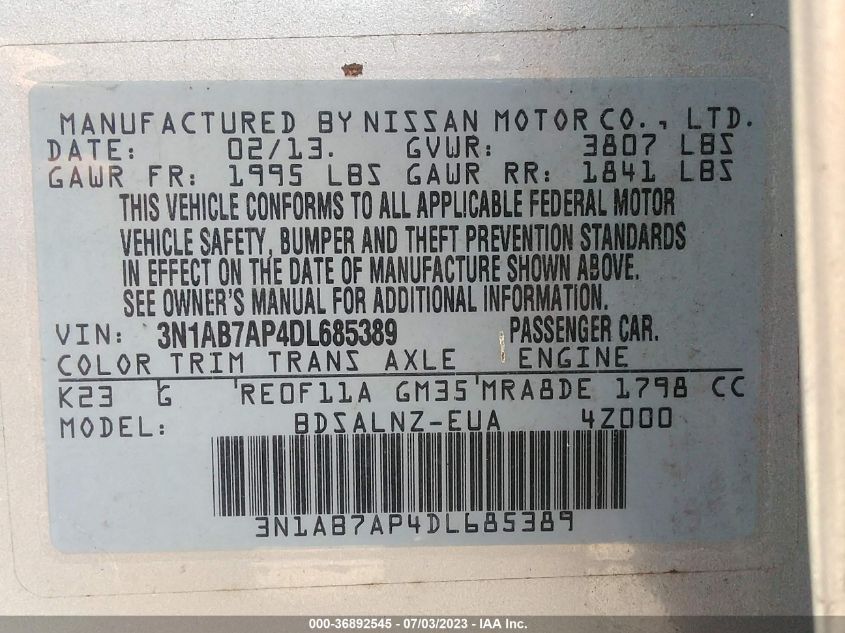 MANUFACTURED BY NISSAN MOTOR CO., LTD.
DATE: 02/13. GVWR: 3807 LBS
GAWR FR: 1995 LBS GAWR RR: 1841 LBS
THIS VEHICLE CONFORMS TO ALL APPLICABLE FEDERAL MOTOR
VEHICLE SAFETY, BUMPER AND THEFT PREVENTION STANDARDS
IN EFFECT ON THE DATE OF MANUFACTURE SHOWN ABOVE.
SEE OWNER'S MANUAL FOR ADDITIONAL INFORMATION.
VIN: 3N1AB7AP4DL685389 PASSENGER CAR.
COLOR TRIM TRANS AXLE ENGINE
K23 G RE0F11A GM35 MRA8DE 1798 CC
MODEL: BDSALNZ-EUA 4Z000
3N1AB7AP4DL685389
000-36892545 - 07/03/2023 - IAA Inc.